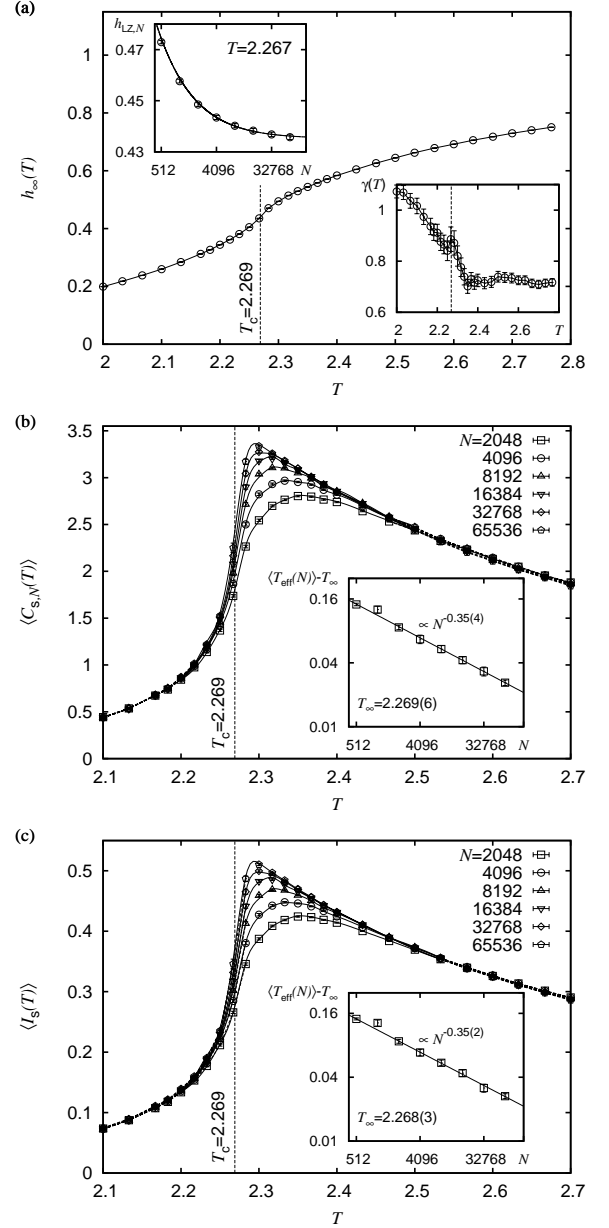 (a)
h∞(T)
1
0.8
0.6
0.4
0.2
0
2 2.1 2.2 2.3 2.4 2.5 2.6 2.7 2.8
T
Tc=2.269
hLZ,N
T=2.267
0.47
0.45
0.43
512 4096 32768 N
γ(T)
1
0.8
0.6
2 2.2 2.4 2.6 T
(b)
⟨Cs,N(T)⟩
3.5
3
2.5
2
1.5
1
0.5
0
2.1 2.2 2.3 2.4 2.5 2.6 2.7
T
Tc=2.269
N=2048
4096
8192
16384
32768
65536
⟨Teff(N)⟩-T∞
0.16
0.04
0.01
∝ N-0.35(4)
T∞=2.269(6)
512 4096 32768 N
(c)
⟨Is(T)⟩
0.5
0.4
0.3
0.2
0.1
0
2.1 2.2 2.3 2.4 2.5 2.6 2.7
T
Tc=2.269
N=2048
4096
8192
16384
32768
65536
⟨Teff(N)⟩-T∞
0.16
0.04
0.01
∝ N-0.35(2)
T∞=2.268(3)
512 4096 32768 N